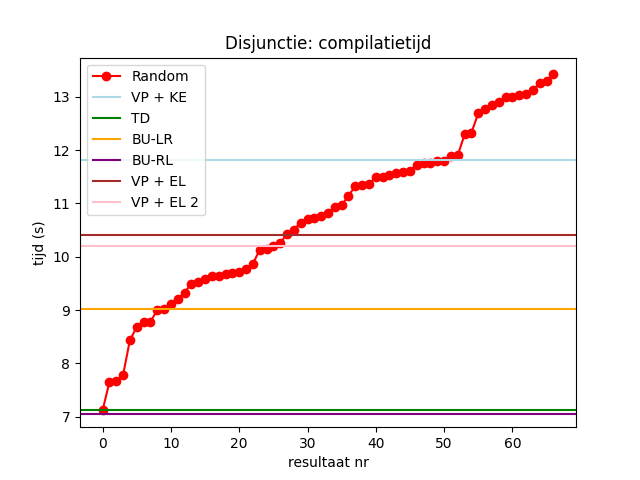 Disjunctie: compilatietijd
Random
VP + KE
TD
BU-LR
BU-RL
VP + EL
VP + EL 2
tijd (s)
13
12
11
10
9
8
7
0 10 20 30 40 50 60
resultaat nr